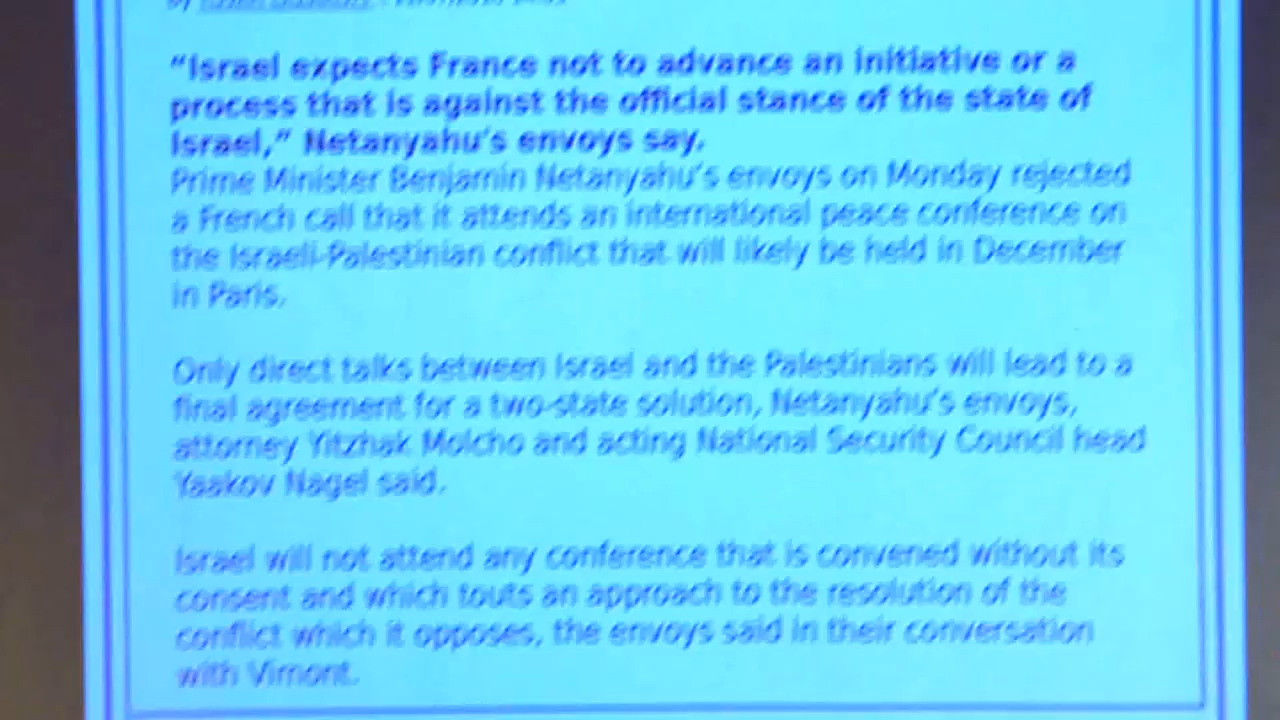 “Israel expects France not to advance an initiative or a
process that is against the official stance of the state of
Israel,” Netanyahu’s envoys say.
Prime Minister Benjamin Netanyahu’s envoys on Monday rejected
a French call that it attends an international peace conference on
the Israeli-Palestinian conflict that will likely be held in December
in Paris.
Only direct talks between Israel and the Palestinians will lead to a
final agreement for a two-state solution, Netanyahu’s envoys,
attorney Yitzhak Molcho and acting National Security Council head
Yaakov Nagel said.
Israel will not attend any conference that is convened without its
consent and which touts an approach to the resolution of the
conflict which it opposes, the envoys said in their conversation
with Vimont.